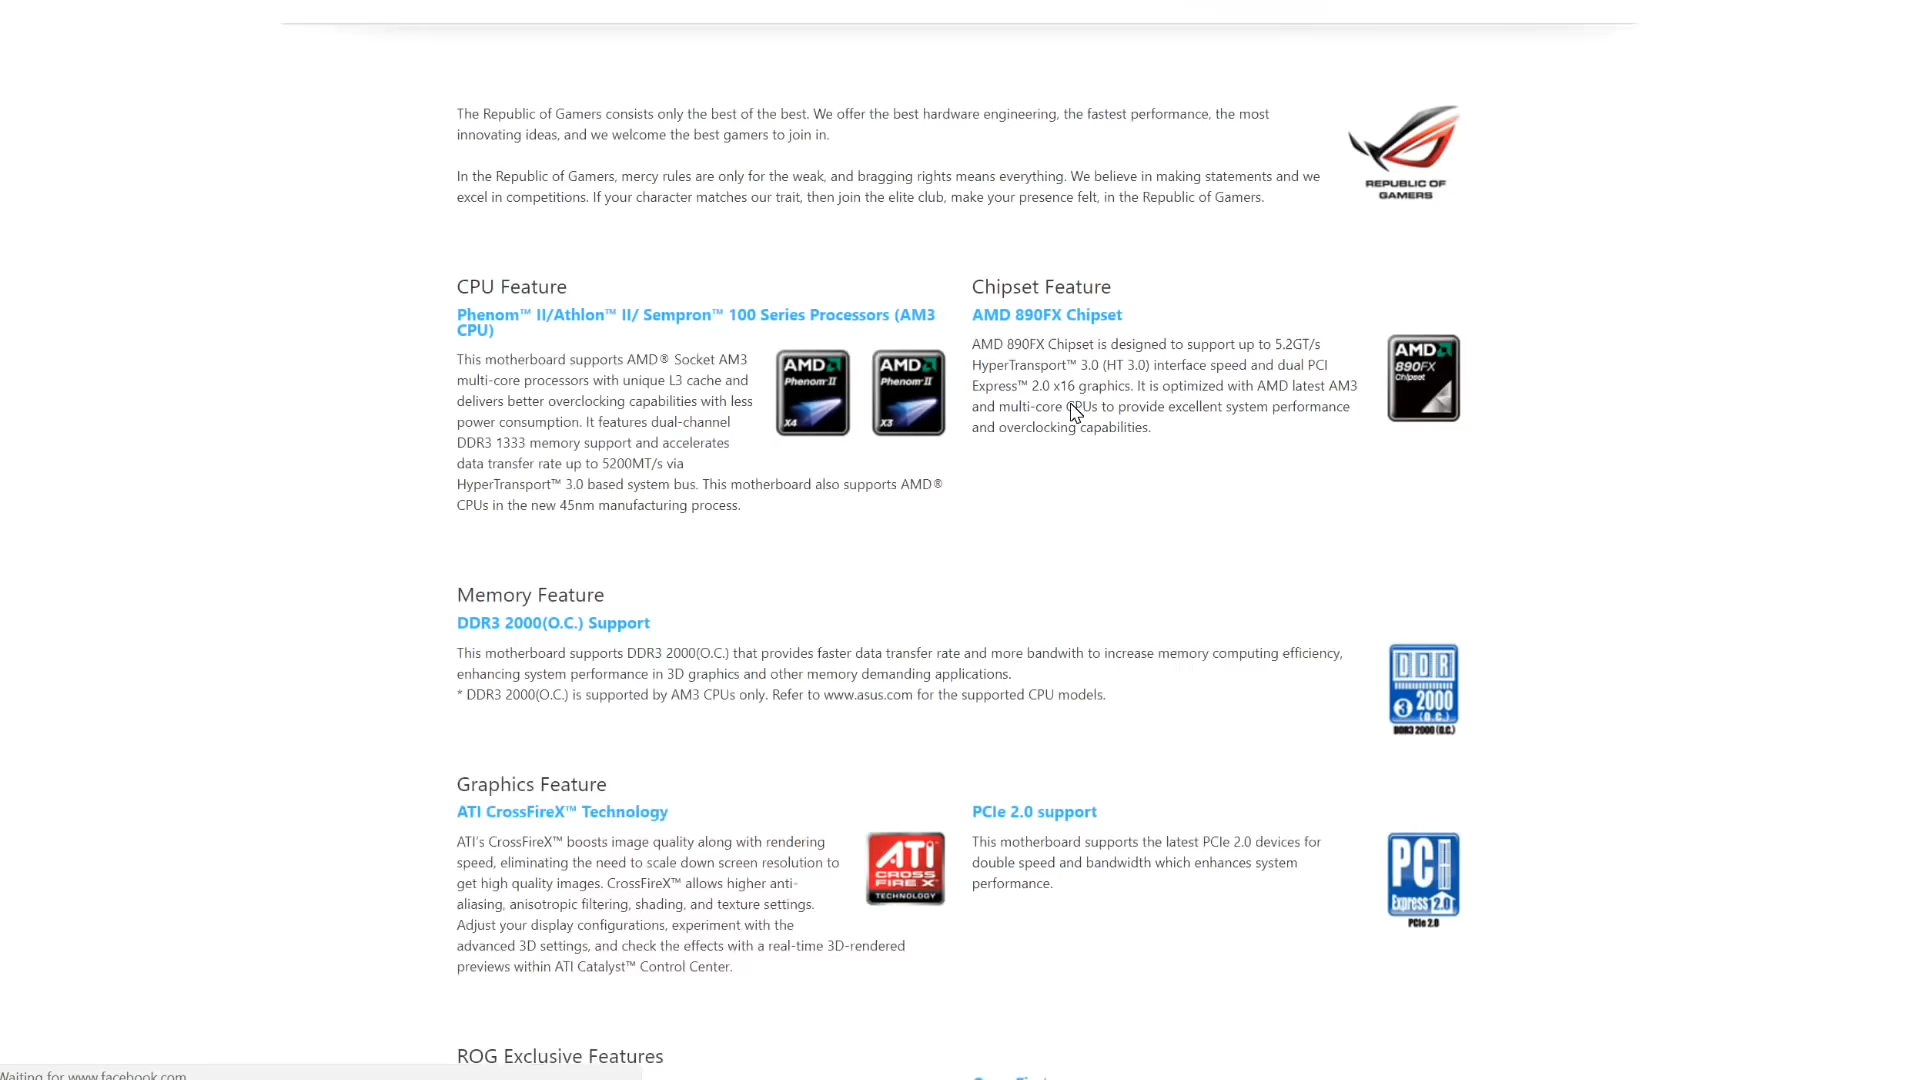 The Republic of Gamers consists only the best of the best. We offer the best hardware engineering, the fastest performance, the most
innovating ideas, and we welcome the best gamers to join in.
In the Republic of Gamers, mercy rules are only for the weak, and bragging rights means everything. We believe in making statements and we
excel in competitions. If your character matches our trait, then join the elite club, make your presence felt, in the Republic of Gamers.
REPUBLIC OF
GAMERS
CPU Feature
Phenom™ II/Athlon™ II/ Sempron™ 100 Series Processors (AM3
CPU)
This motherboard supports AMD® Socket AM3
multi-core processors with unique L3 cache and
delivers better overclocking capabilities with less
power consumption. It features dual-channel
DDR3 1333 memory support and accelerates
data transfer rate up to 5200MT/s via
HyperTransport™ 3.0 based system bus. This motherboard also supports AMD®
CPUs in the new 45nm manufacturing process.
AMD
Phenom II
X4
AMD
Phenom II
X3
Chipset Feature
AMD 890FX Chipset
AMD 890FX Chipset is designed to support up to 5.2GT/s
HyperTransport™ 3.0 (HT 3.0) interface speed and dual PCI
Express™ 2.0 x16 graphics. It is optimized with AMD latest AM3
and multi-core CPUs to provide excellent system performance
and overclocking capabilities.
AMD
890FX
Chipset
Memory Feature
DDR3 2000(O.C.) Support
This motherboard supports DDR3 2000(O.C.) that provides faster data transfer rate and more bandwith to increase memory computing efficiency,
enhancing system performance in 3D graphics and other memory demanding applications.
* DDR3 2000(O.C.) is supported by AM3 CPUs only. Refer to www.asus.com for the supported CPU models.
DDR
3 2000
(O.C.)
DDR3 2000 (O.C.)
Graphics Feature
ATI CrossFireX™ Technology
ATI's CrossFireX™ boosts image quality along with rendering
speed, eliminating the need to scale down screen resolution to
get high quality images. CrossFireX™ allows higher anti-
aliasing, anisotropic filtering, shading, and texture settings.
Adjust your display configurations, experiment with the
advanced 3D settings, and check the effects with a real-time 3D-rendered
previews within ATI Catalyst™ Control Center.
ATI
CROSS
FIRE X™
TECHNOLOGY
PCIe 2.0 support
This motherboard supports the latest PCIe 2.0 devices for
double speed and bandwidth which enhances system
performance.
PCI
Express 2.0
PCIe 2.0
ROG Exclusive Features
Waiting for www.facebook.com